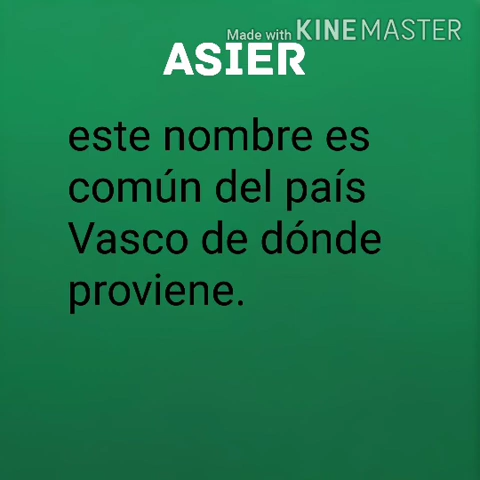 Made with KINEMASTER
ASIER
este nombre es
común del país
Vasco de dónde
proviene.